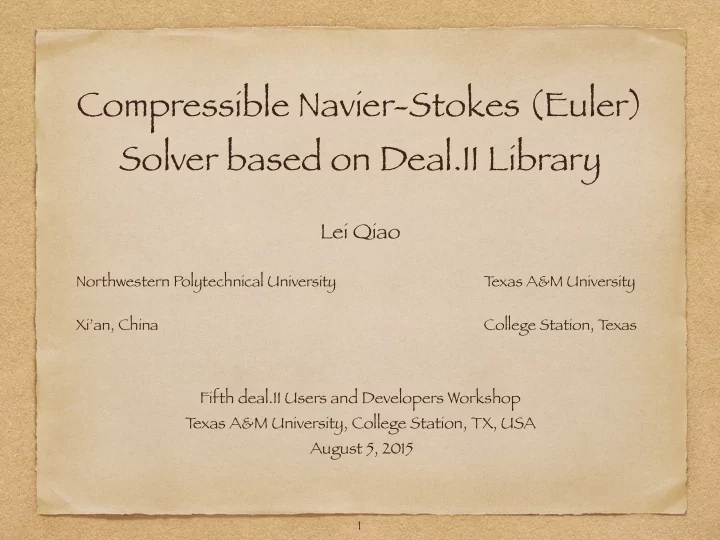 Compressible Navier-Stokes (Euler)
Solver based on Deal.II Library
Lei Qiao
Northwestern Polytechnical University
Texas A&M University
Xi'an, China
College Station, Texas
Fifth deal.II Users and Developers Workshop
Texas A&M University, College Station, TX, USA
August 5, 2015
1